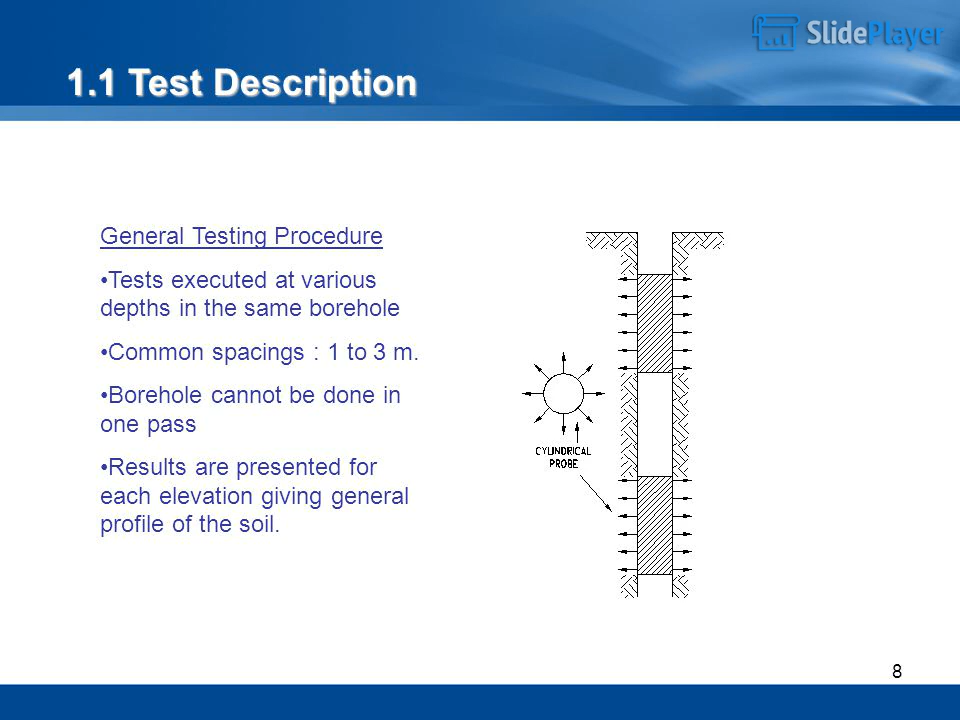 SlidePlayer
1.1 Test Description
General Testing Procedure
•Tests executed at various
depths in the same borehole
•Common spacings : 1 to 3 m.
•Borehole cannot be done in
one pass
•Results are presented for
each elevation giving general
profile of the soil.
CYLINDRICAL
PROBE
8